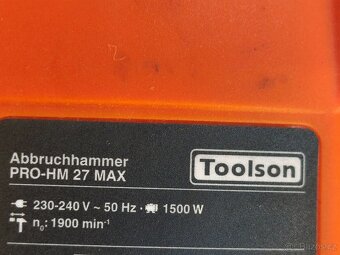 Abbruchhammer
PRO-HM 27 MAX
Toolson
230-240 V ~ 50 Hz · 1500 W
n₀: 1900 min⁻¹